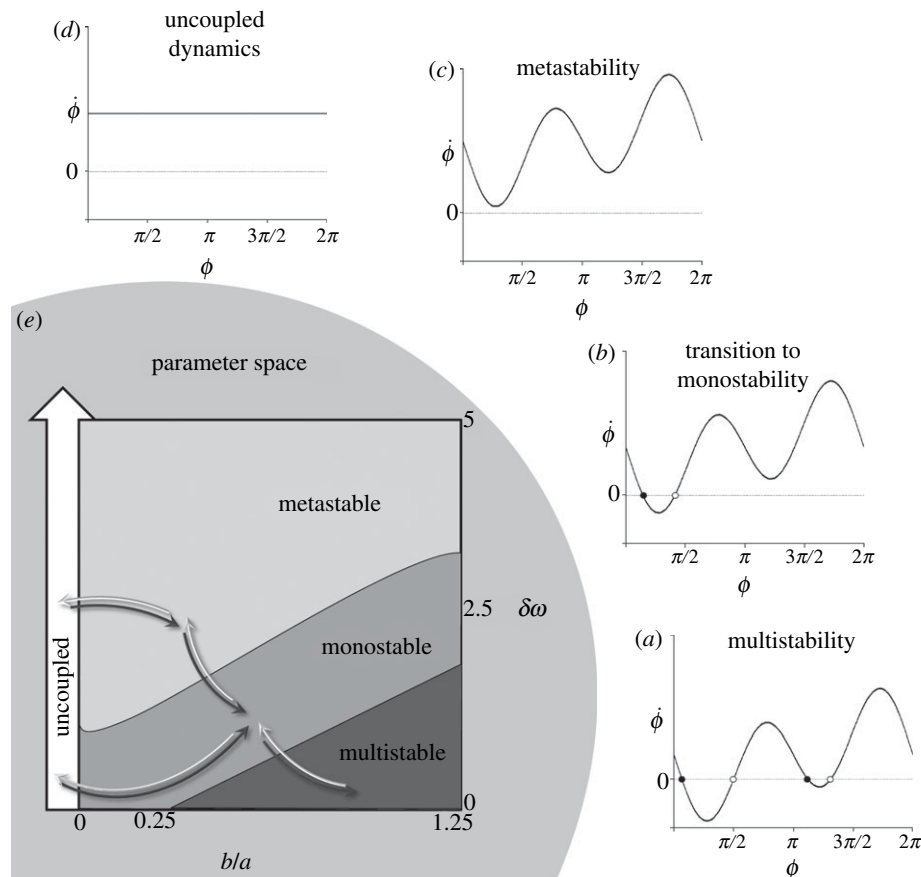 (d)
uncoupled
dynamics
ϕ̇
0
π/2 π 3π/2 2π
ϕ
(c)
metastability
ϕ̇
0
π/2 π 3π/2 2π
ϕ
(b)
transition to
monostability
ϕ̇
0
π/2 π 3π/2 2π
ϕ
(a)
multistability
ϕ̇
0
π/2 π 3π/2 2π
ϕ
(e)
parameter space
5
metastable
2.5 δω
monostable
uncoupled
multistable
0
0 0.25 1.25
b/a